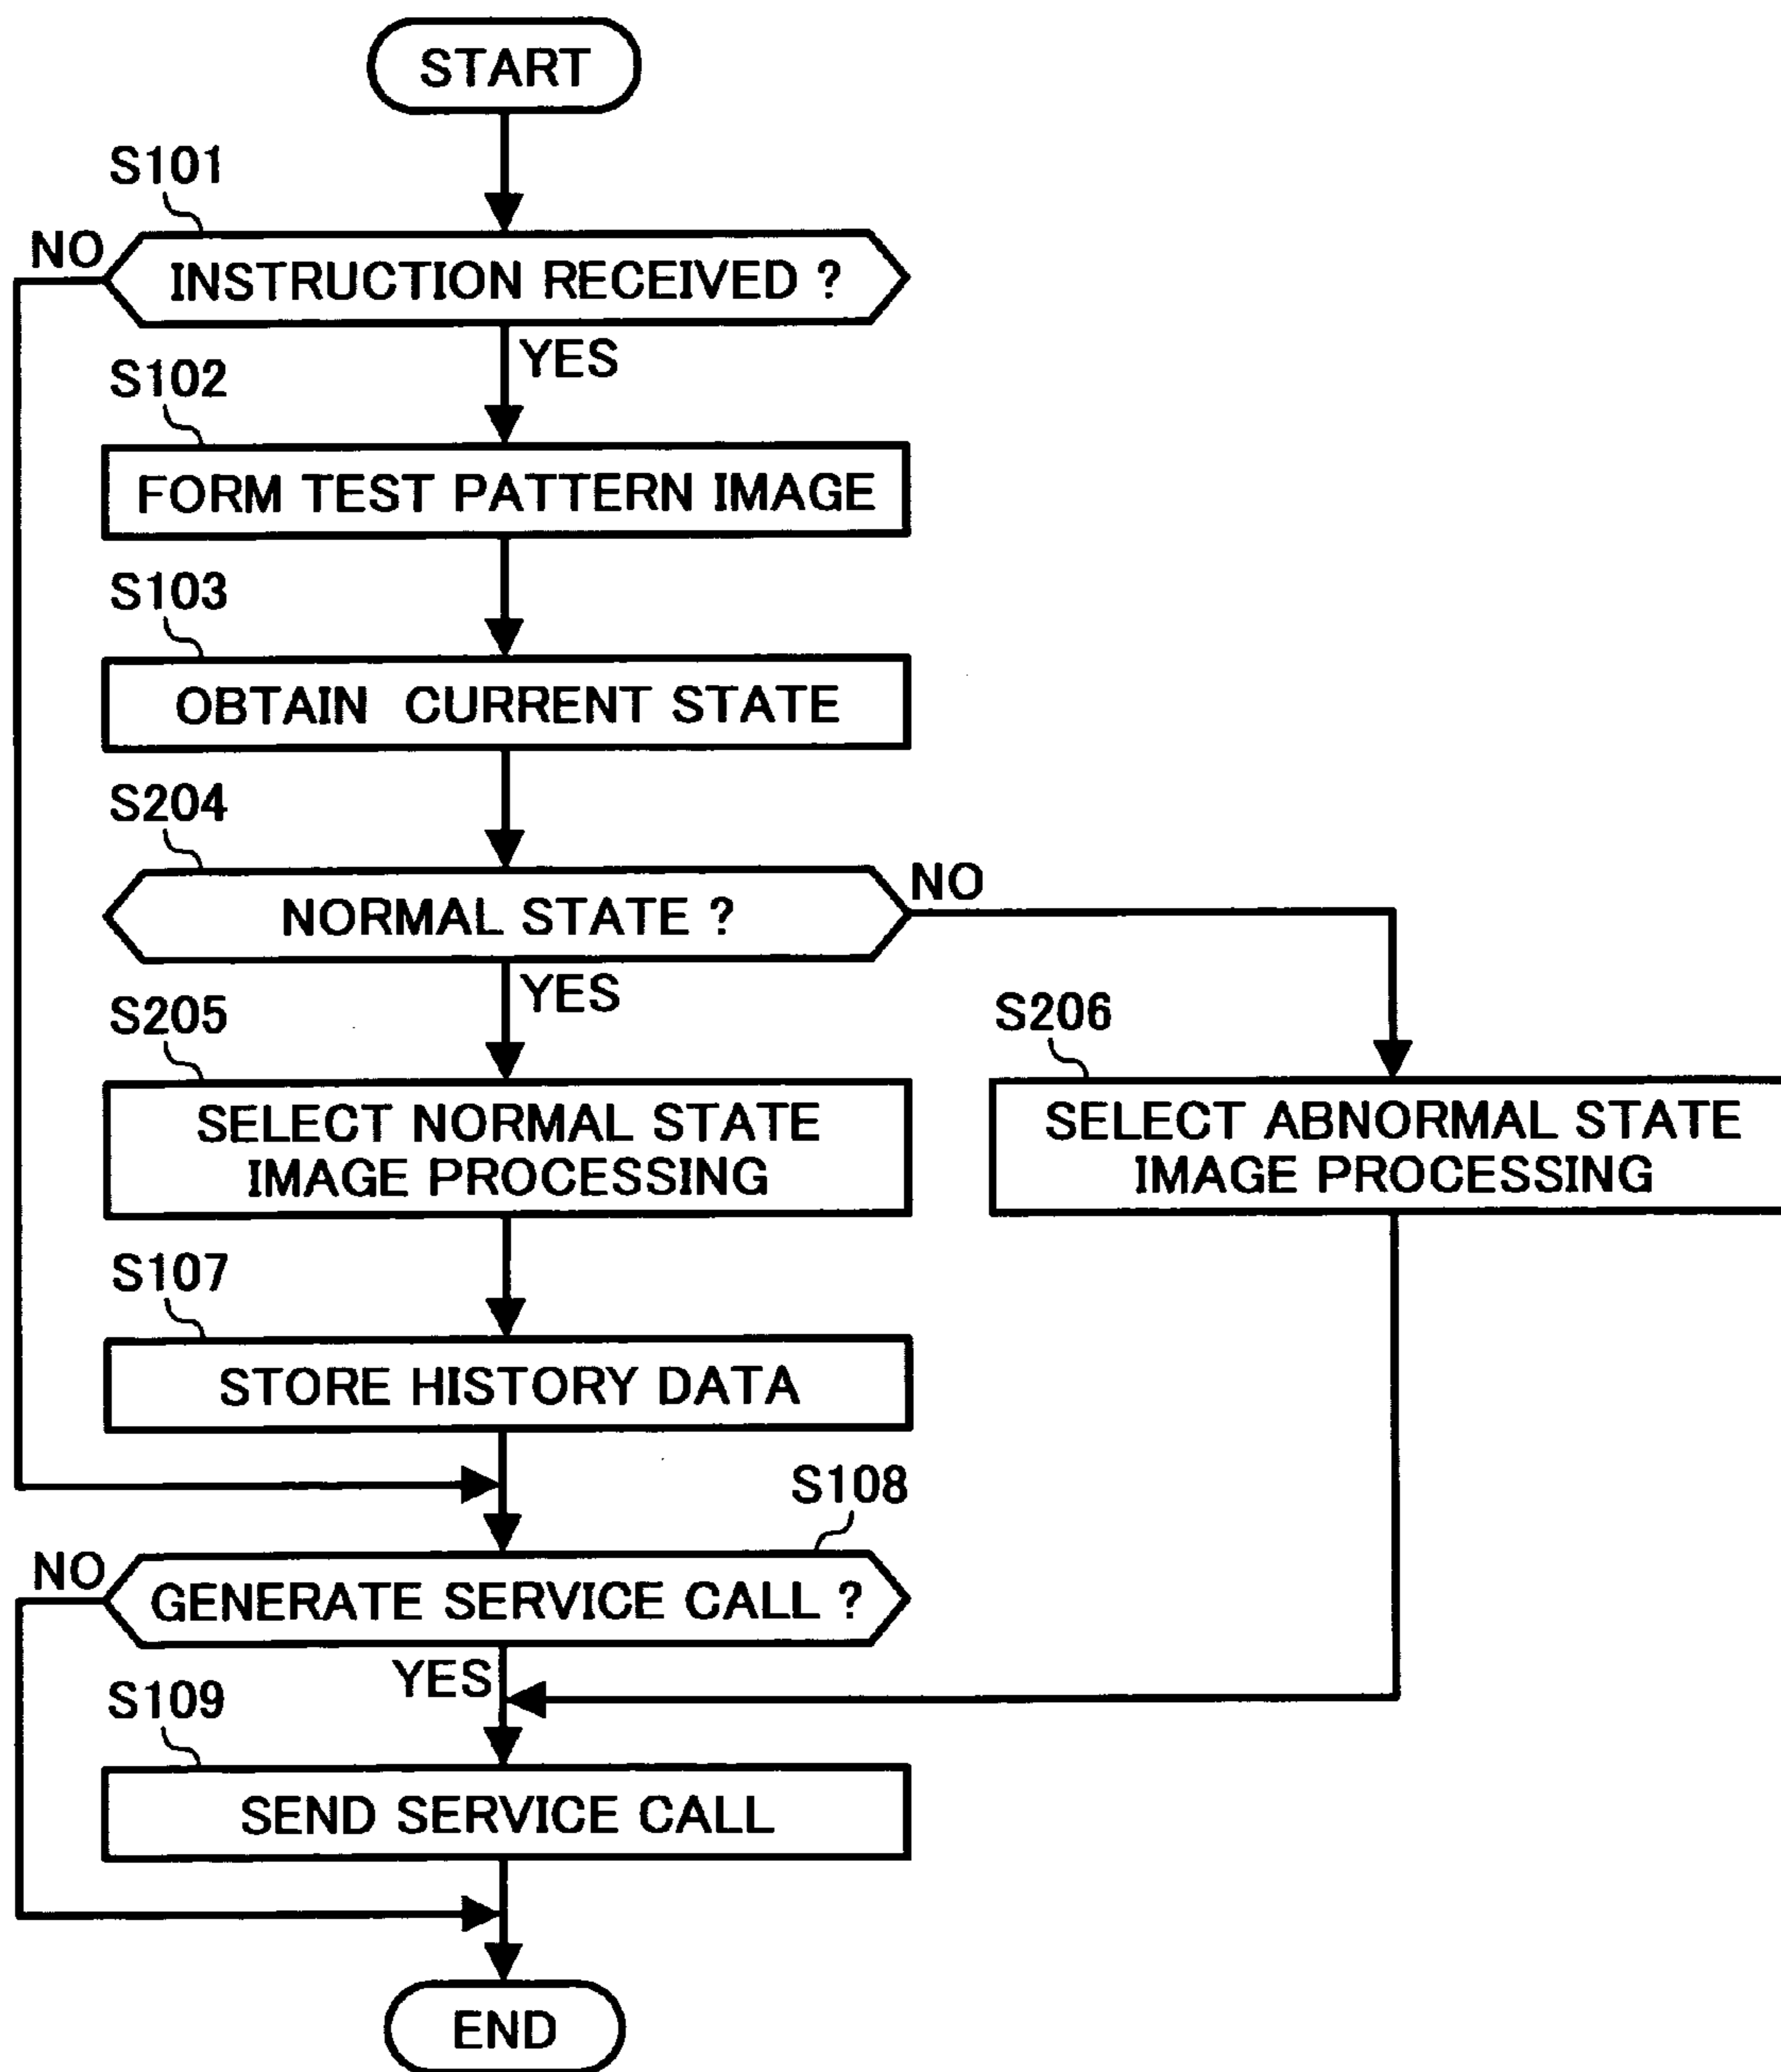 START
S101
NO
INSTRUCTION RECEIVED ?
YES
S102
FORM TEST PATTERN IMAGE
S103
OBTAIN CURRENT STATE
S204
NORMAL STATE ?
NO
YES
S205
SELECT NORMAL STATE
IMAGE PROCESSING
S206
SELECT ABNORMAL STATE
IMAGE PROCESSING
S107
STORE HISTORY DATA
S108
NO
GENERATE SERVICE CALL ?
YES
S109
SEND SERVICE CALL
END